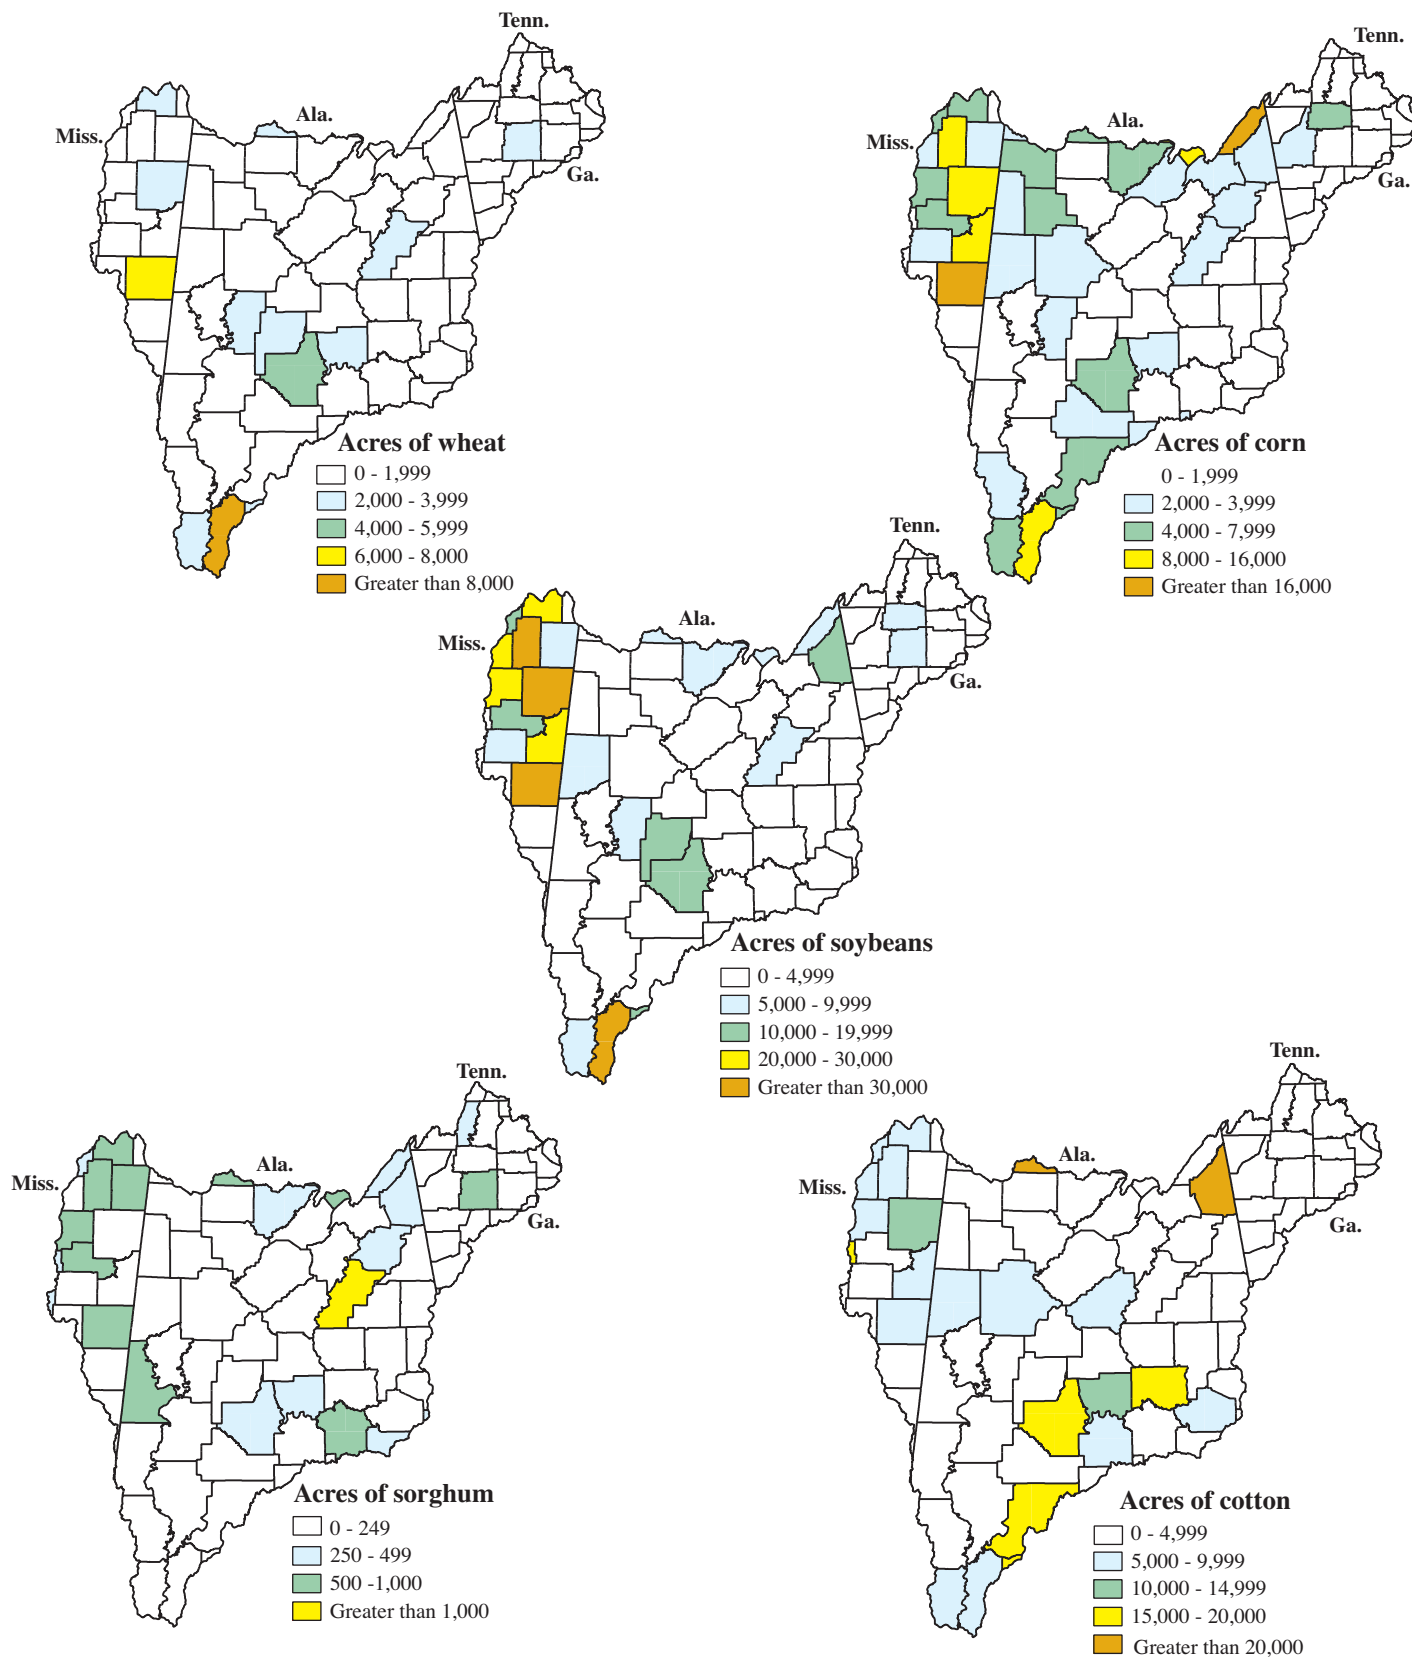 Tenn.
Miss.
Ala.
Ga.
Acres of wheat
0 - 1,999
2,000 - 3,999
4,000 - 5,999
6,000 - 8,000
Greater than 8,000
Tenn.
Miss.
Ala.
Ga.
Acres of corn
0 - 1,999
2,000 - 3,999
4,000 - 7,999
8,000 - 16,000
Greater than 16,000
Tenn.
Miss.
Ala.
Ga.
Acres of soybeans
0 - 4,999
5,000 - 9,999
10,000 - 19,999
20,000 - 30,000
Greater than 30,000
Tenn.
Miss.
Ala.
Ga.
Acres of sorghum
0 - 249
250 - 499
500 -1,000
Greater than 1,000
Tenn.
Miss.
Ala.
Ga.
Acres of cotton
0 - 4,999
5,000 - 9,999
10,000 - 14,999
15,000 - 20,000
Greater than 20,000